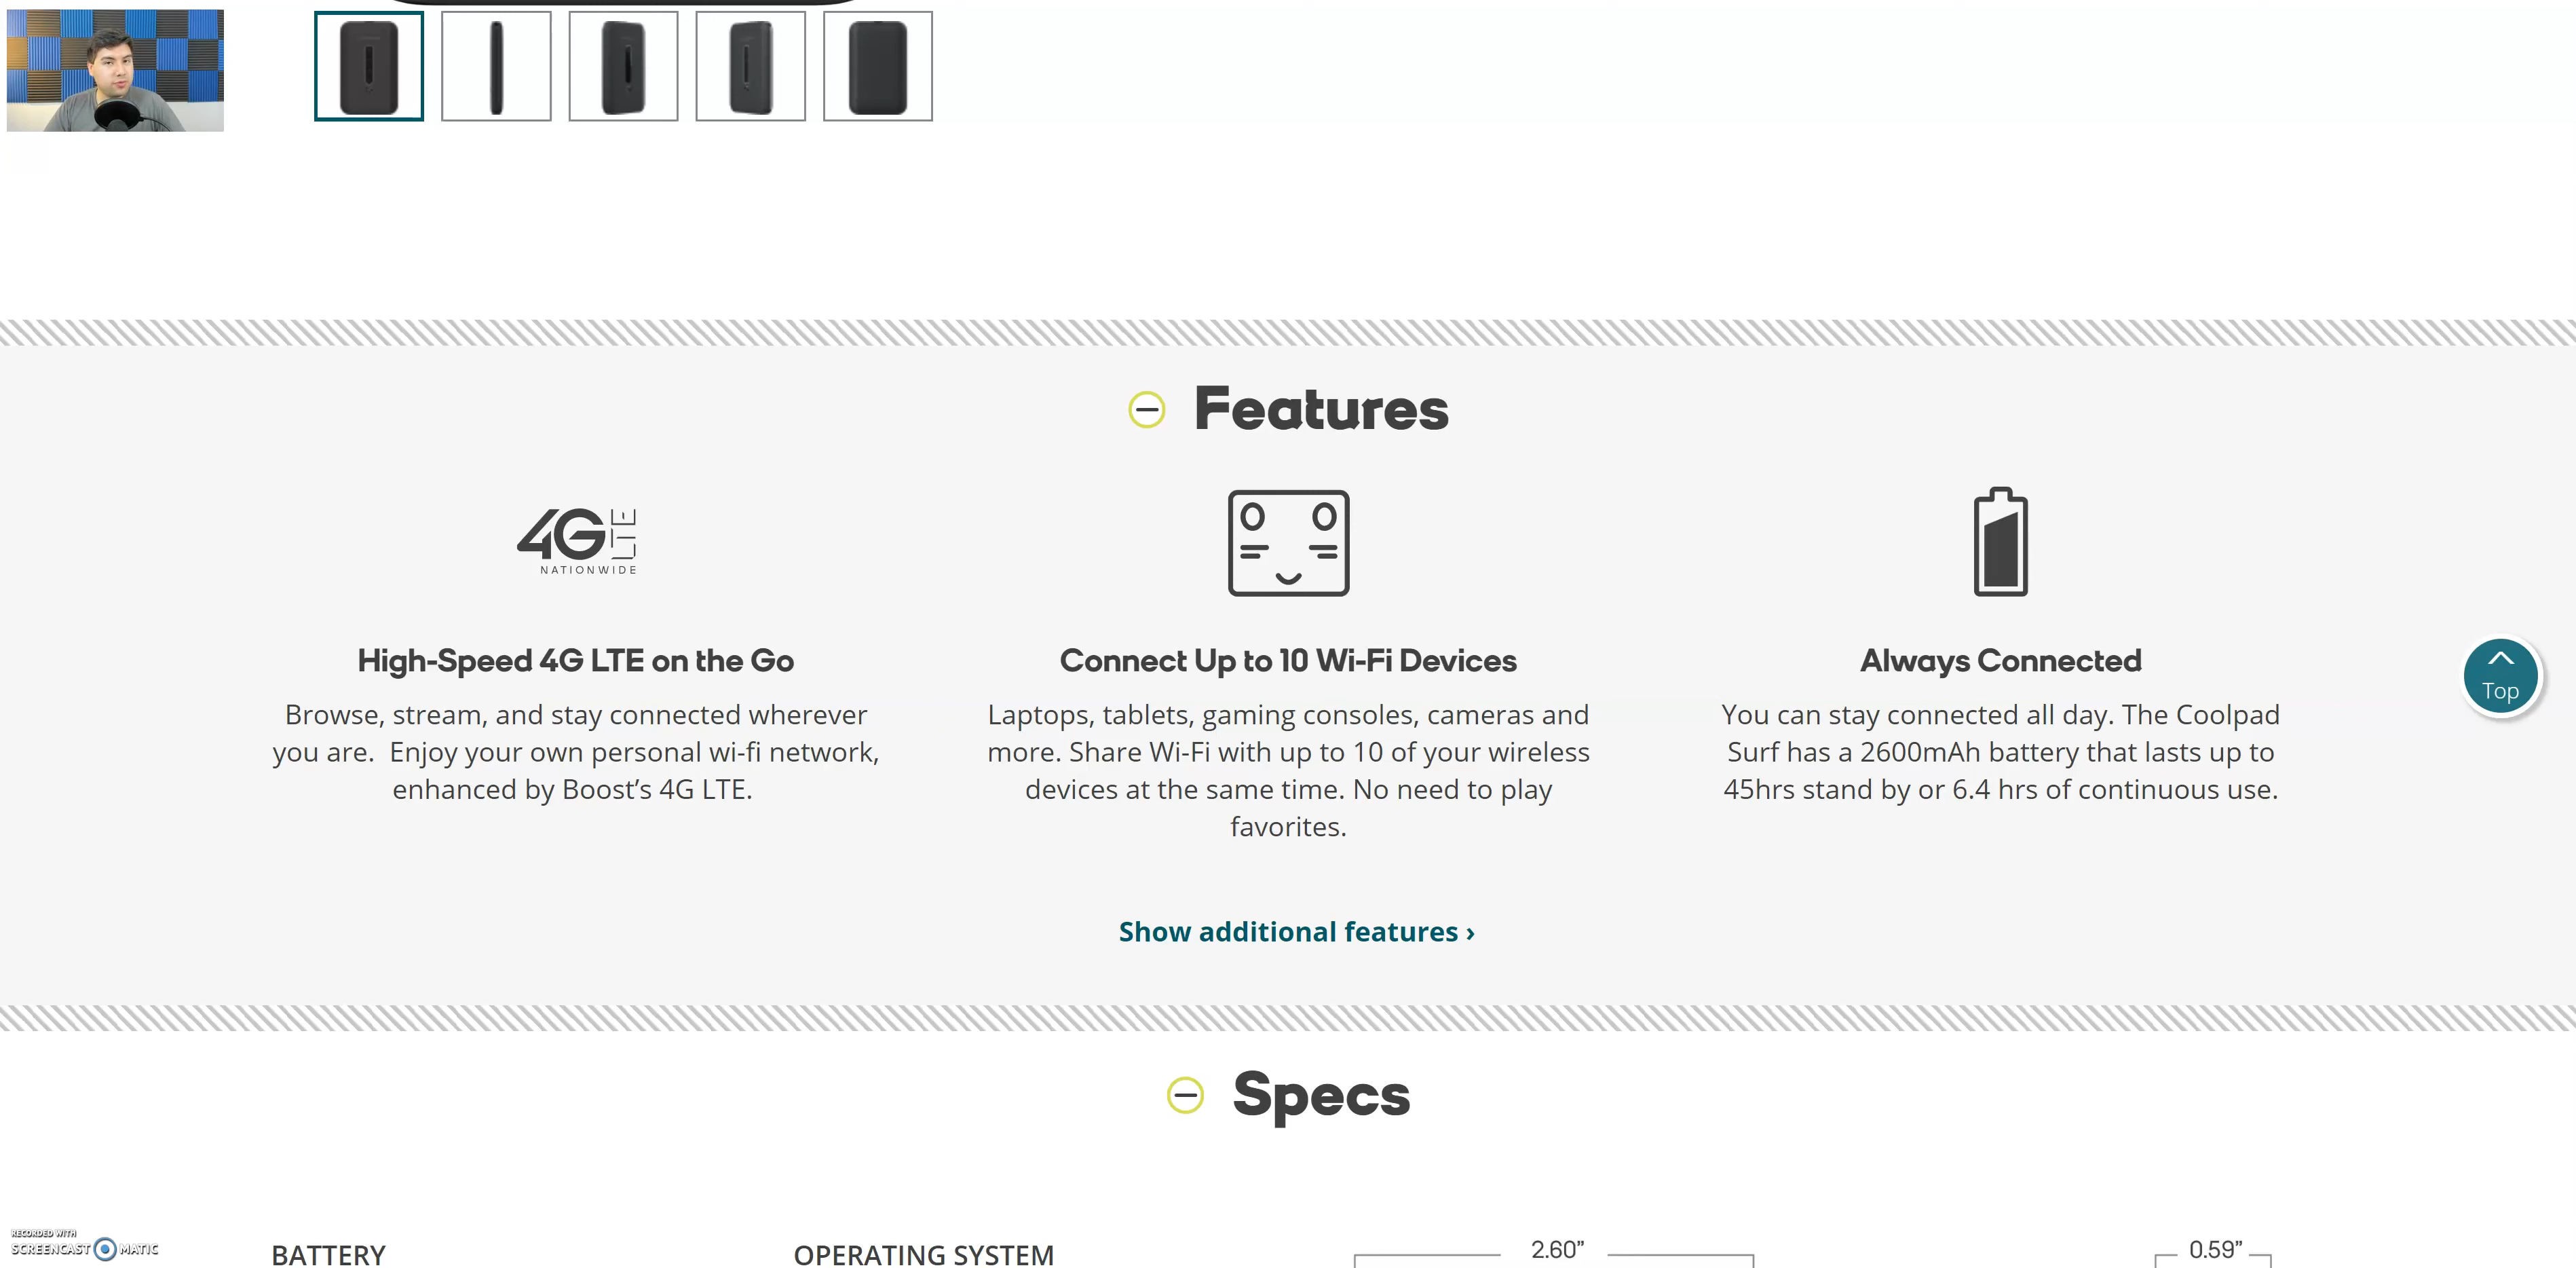 Features
4G LTE
NATIONWIDE
High-Speed 4G LTE on the Go
Browse, stream, and stay connected wherever
you are.  Enjoy your own personal wi-fi network,
enhanced by Boost’s 4G LTE.
Connect Up to 10 Wi-Fi Devices
Laptops, tablets, gaming consoles, cameras and
more. Share Wi-Fi with up to 10 of your wireless
devices at the same time. No need to play
favorites.
Always Connected
You can stay connected all day. The Coolpad
Surf has a 2600mAh battery that lasts up to
45hrs stand by or 6.4 hrs of continuous use.
Top
Show additional features ›
Specs
RECORDED WITH
SCREENCAST MATIC
BATTERY
OPERATING SYSTEM
2.60”
0.59”